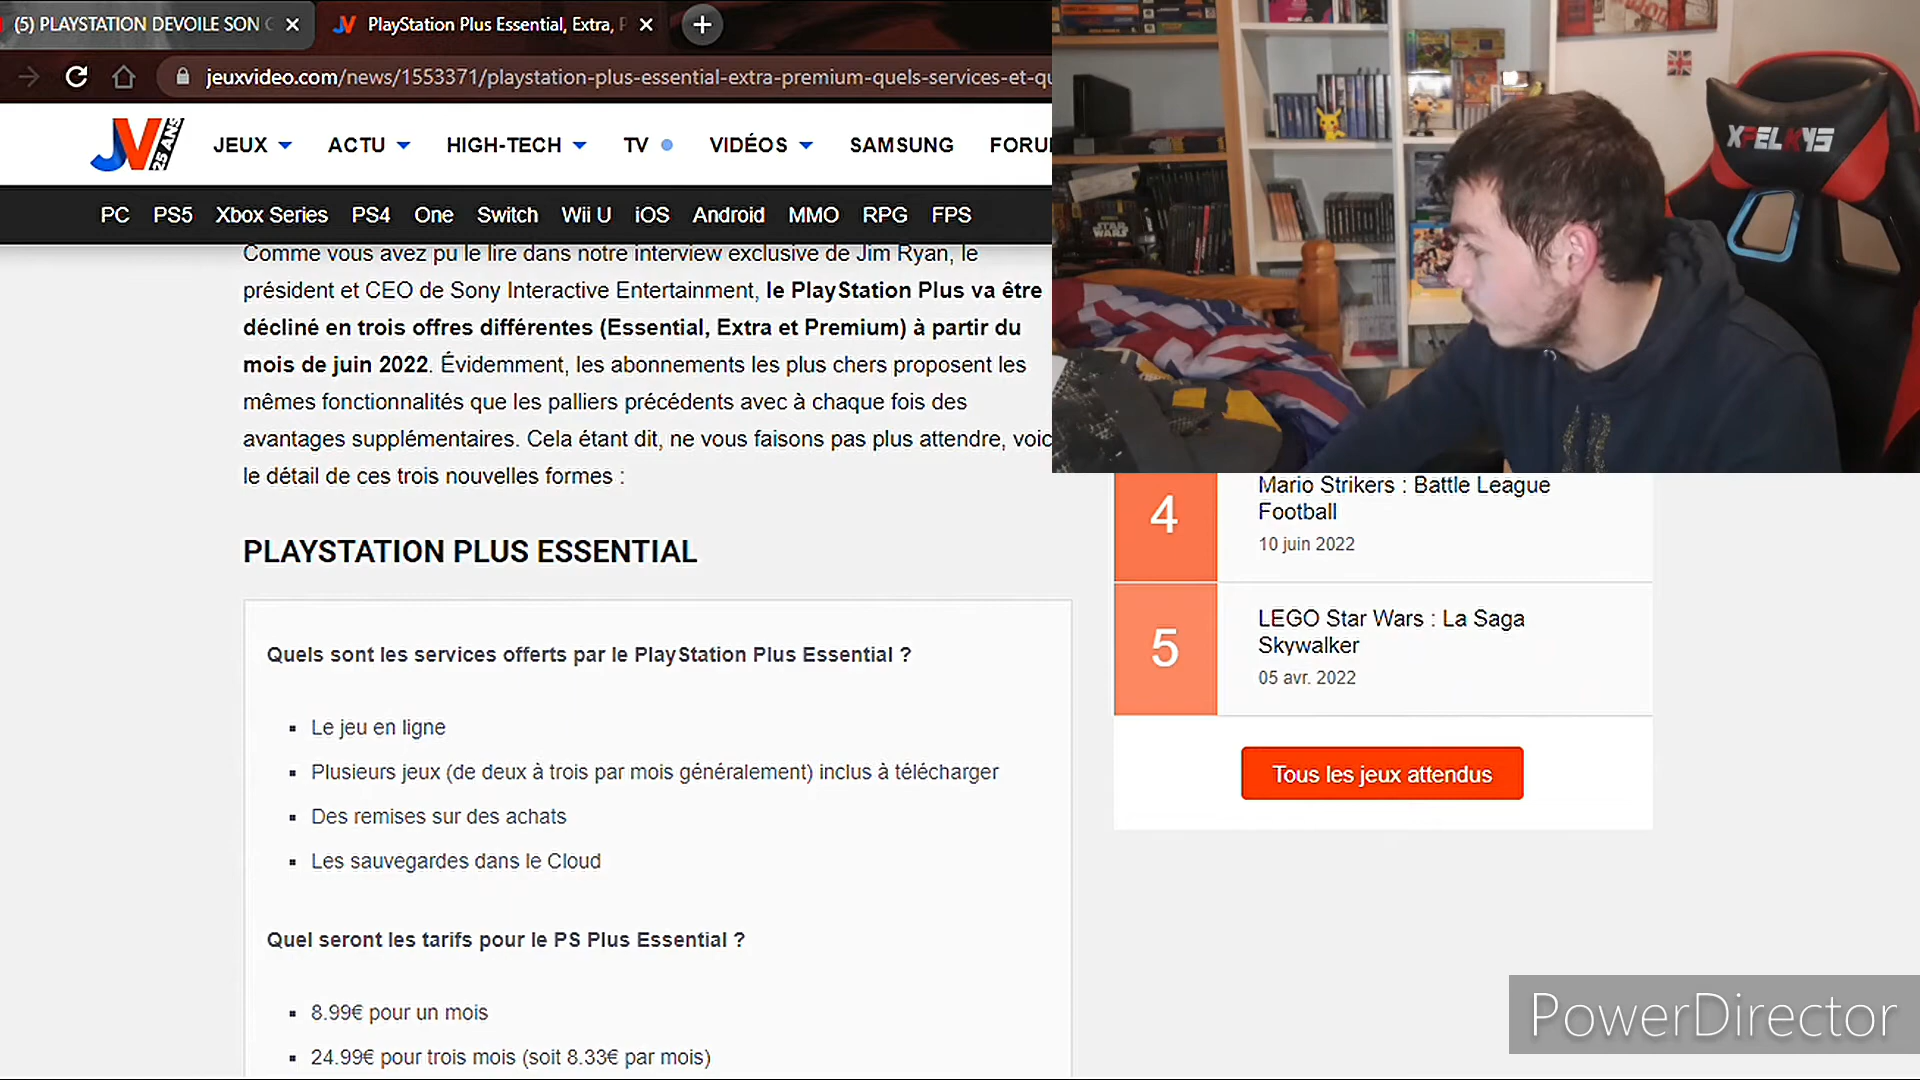 (5) PLAYSTATION DEVOILE SON
PlayStation Plus Essential, Extra,
jeuxvideo.com/news/1553371/playstation-plus-essential-extra-premium-quels-services-et-qu
JV 25 ANS
JEUX ACTU HIGH-TECH TV VIDÉOS SAMSUNG FORU
PC PS5 Xbox Series PS4 One Switch Wii U iOS Android MMO RPG FPS
Comme vous avez pu le lire dans notre interview exclusive de Jim Ryan, le
président et CEO de Sony Interactive Entertainment, le PlayStation Plus va être
décliné en trois offres différentes (Essential, Extra et Premium) à partir du
mois de juin 2022. Évidemment, les abonnements les plus chers proposent les
mêmes fonctionnalités que les palliers précédents avec à chaque fois des
avantages supplémentaires. Cela étant dit, ne vous faisons pas plus attendre, voic
le détail de ces trois nouvelles formes :
PLAYSTATION PLUS ESSENTIAL
Quels sont les services offerts par le PlayStation Plus Essential ?
▪ Le jeu en ligne
▪ Plusieurs jeux (de deux à trois par mois généralement) inclus à télécharger
▪ Des remises sur des achats
▪ Les sauvegardes dans le Cloud
Quel seront les tarifs pour le PS Plus Essential ?
▪ 8.99€ pour un mois
▪ 24.99€ pour trois mois (soit 8.33€ par mois)
XPELKYS
STAR WARS
4
Mario Strikers : Battle League
Football
10 juin 2022
5
LEGO Star Wars : La Saga
Skywalker
05 avr. 2022
Tous les jeux attendus
PowerDirector